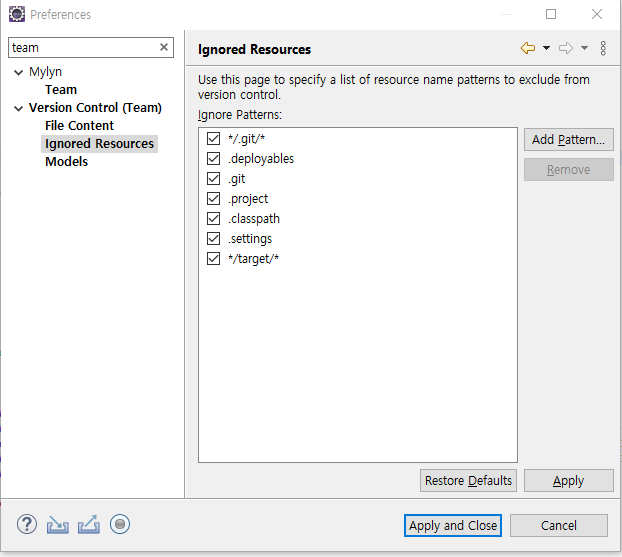 Preferences
team
Ignored Resources
Mylyn
Team
Version Control (Team)
File Content
Ignored Resources
Models
Use this page to specify a list of resource name patterns to exclude from
version control.
Ignore Patterns:
*/.git/*
.deployables
.git
.project
.classpath
.settings
*/target/*
Add Pattern...
Remove
Restore Defaults
Apply
Apply and Close
Cancel